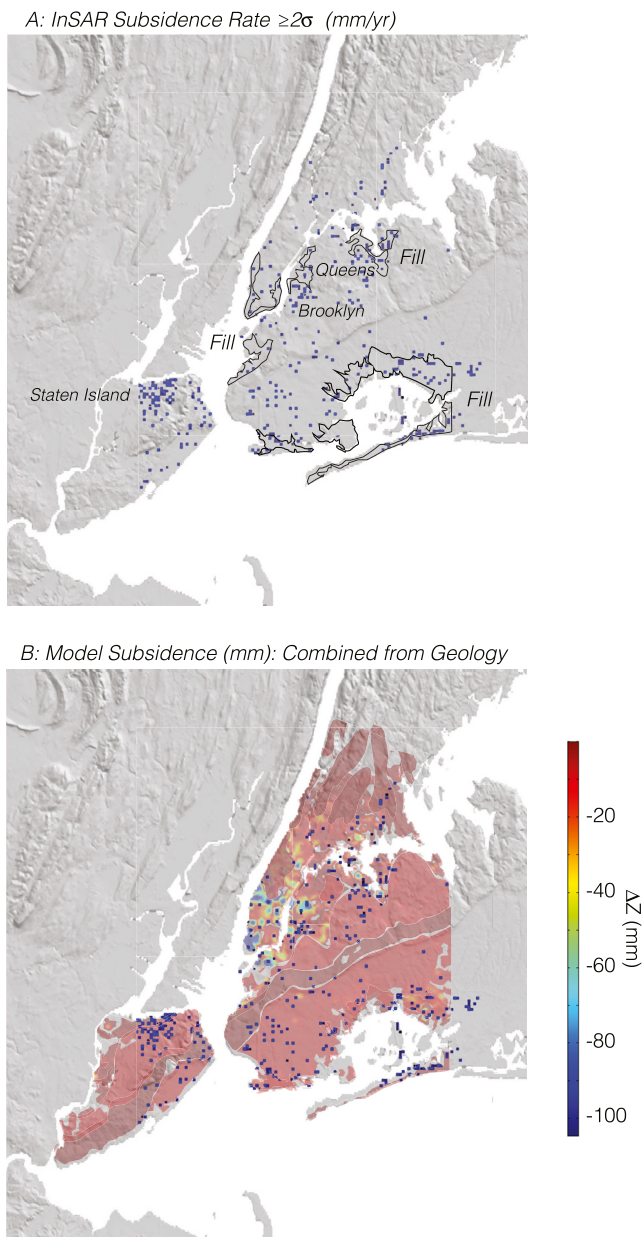 A: InSAR Subsidence Rate ≥2σ (mm/yr)
Fill
Queens
Brooklyn
Fill
Staten Island
Fill
B: Model Subsidence (mm): Combined from Geology
-20
-40
-60
-80
-100
ΔZ (mm)